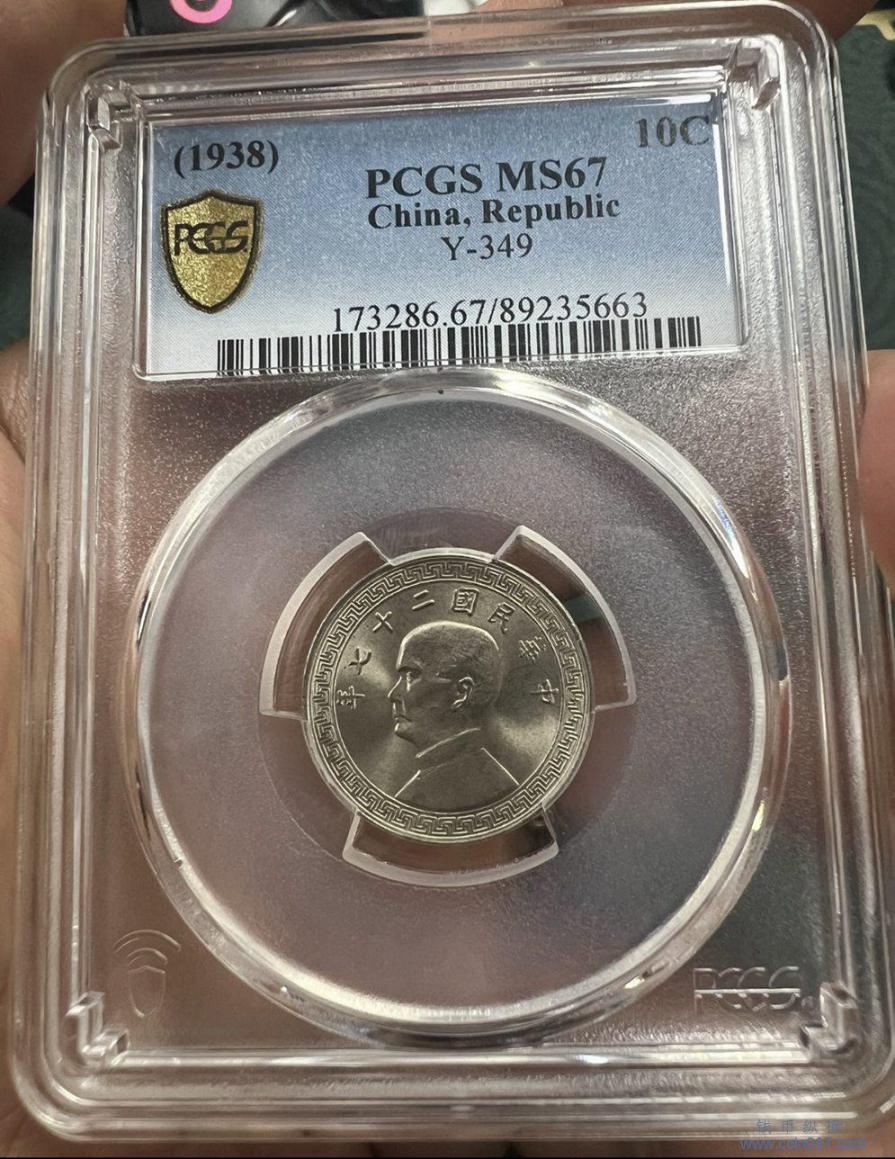 (1938)
10C
PCGS MS67
China, Republic
Y-349
PCGS
173286.67/89235663
中華民國二十七年
PCGS